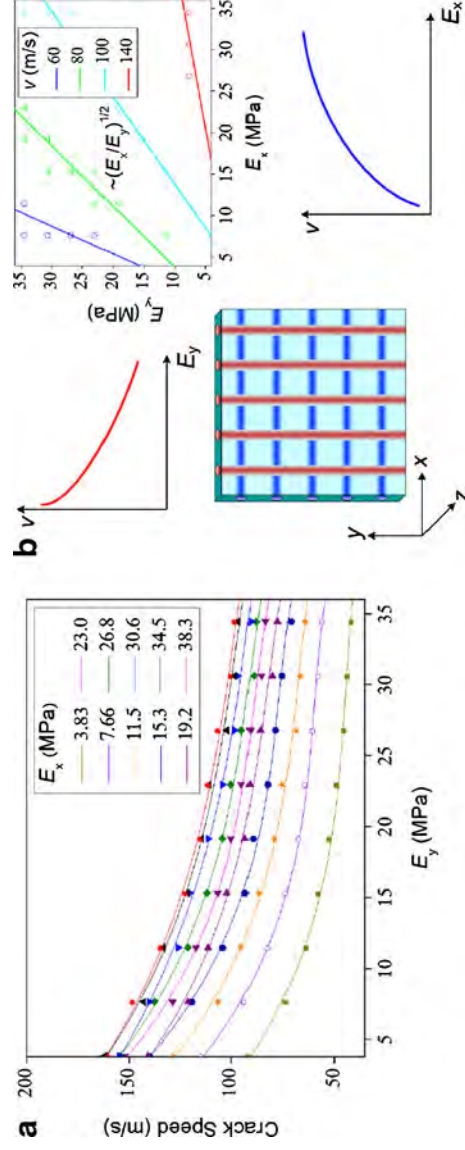 a
200
150
100
50
Crack Speed (m/s)
5
10
15
20
25
30
35
E_y (MPa)
E_x (MPa)
3.83
23.0
7.66
26.8
11.5
30.6
15.3
34.5
19.2
38.3
b
v
E_y
35
30
25
20
15
10
5
E_y (MPa)
v (m/s)
60
80
100
140
~(E_x/E_y)^1/2
5
10
15
20
25
30
35
E_x (MPa)
y
x
z
v
E_x